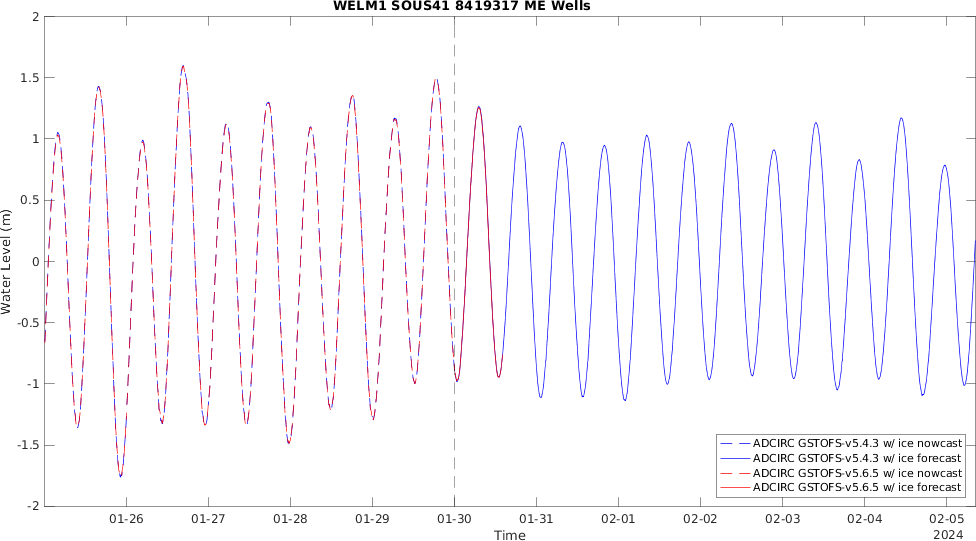 WELM1 SOUS41 8419317 ME Wells
2
1.5
1
0.5
0
-0.5
-1
-1.5
-2
Water Level (m)
01-26 01-27 01-28 01-29 01-30 01-31 02-01 02-02 02-03 02-04 02-05
Time
2024
ADCIRC GSTOFS-v5.4.3 w/ ice nowcast
ADCIRC GSTOFS-v5.4.3 w/ ice forecast
ADCIRC GSTOFS-v5.6.5 w/ ice nowcast
ADCIRC GSTOFS-v5.6.5 w/ ice forecast